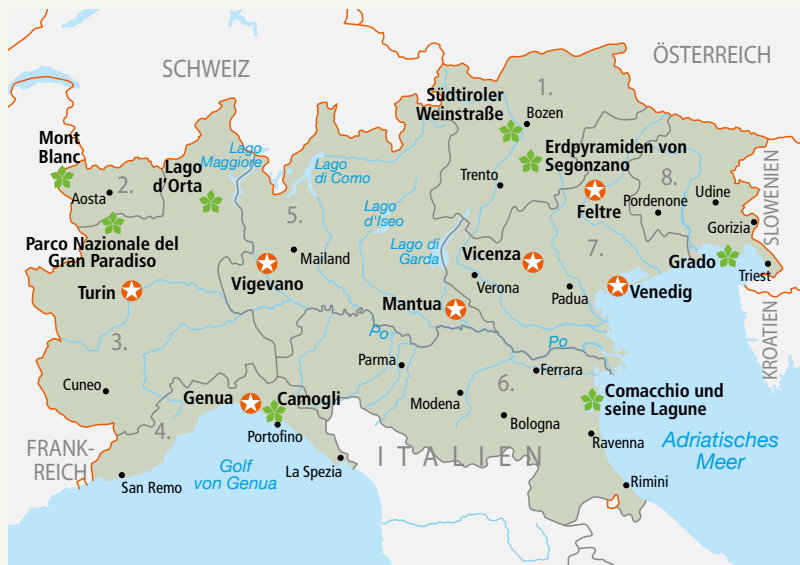 SCHWEIZ
ÖSTERREICH
1.
Südtiroler
Weinstraße
Bozen
Mont
Blanc
Lago
Maggiore
Lago
d'Orta
Lago
di Como
Erdpyramiden von
Segonzano
2.
Aosta
Trento
8.
Udine
Pordenone
SLOWENIEN
Lago
d'Iseo
Feltre
Gorizia
5.
Parco Nazionale del
Gran Paradiso
Lago di
Garda
7.
Mailand
Vicenza
Grado
Triest
Vigevano
Verona
Turin
Padua
Venedig
Mantua
KROATIEN
3.
Po
Po
Parma
Ferrara
Cuneo
6.
Modena
Comacchio und
seine Lagune
Genua
Camogli
Bologna
4.
Portofino
Ravenna
FRANK-
REICH
ITALIEN
Adriatisches
Meer
Golf
von Genua
La Spezia
San Remo
Rimini